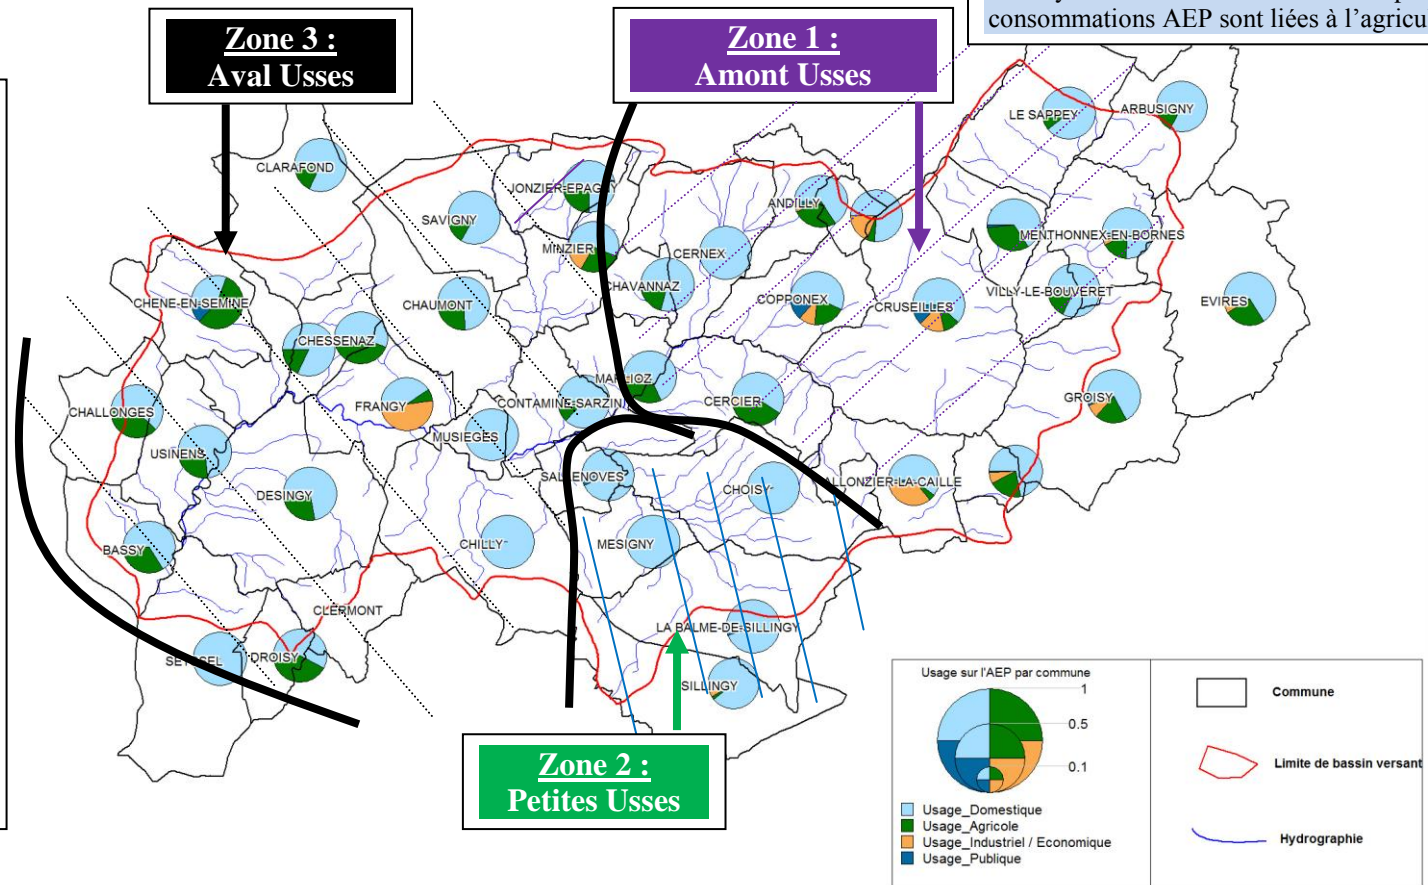 consommations AEP sont liées à l'agricu
Zone 3 :
Aval Usses
Zone 1 :
Amont Usses
LE SAPPEY
ARBUSIGNY
CLARAFOND
JONZIER-EPAGNY
ANDILLY
SAVIGNY
MENTHONNEX-EN-BORNES
MINZIER
CERNEX
CHAVANNAZ
VILLY-LE-BOUVERET
CHENE-EN-SEMINE
CHAUMONT
COPPONEX
CRUSEILLES
EVIRES
CHESSENAZ
MARLIOZ
GROISY
CHALLONGES
FRANGY
CONTAMINE-SARZIN
CERCIER
MUSIEGES
USINENS
SALLENOVES
ALLONZIER-LA-CAILLE
DESINGY
CHOISY
BASSY
CHILLY
MESIGNY
CLERMONT
LA BALME-DE-SILLINGY
SEYSSEL
DROISY
SILLINGY
Zone 2 :
Petites Usses
Usage sur l'AEP par commune
1
0.5
0.1
Usage_Domestique
Usage_Agricole
Usage_Industriel / Economique
Usage_Publique
Commune
Limite de bassin versant
Hydrographie